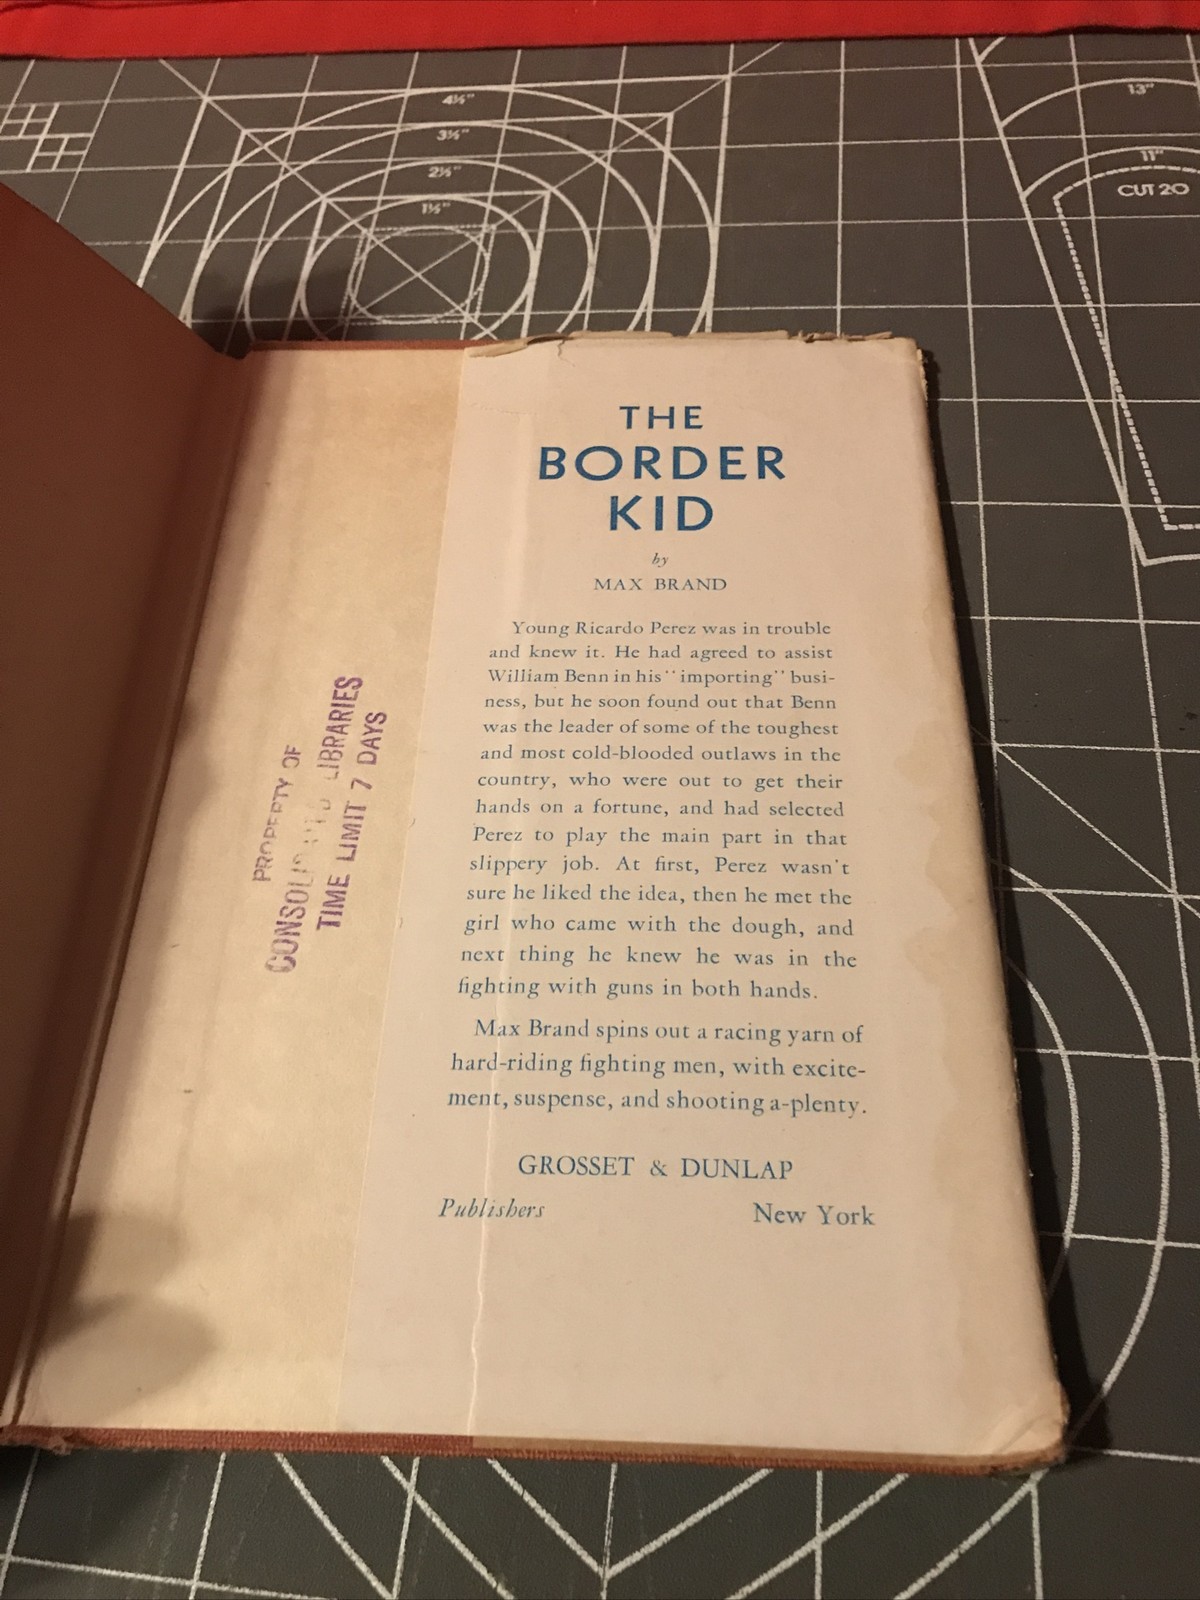 4½"
3½"
2½"
1½"
13"
11"
CUT 20
THE
BORDER
KID
by
MAX BRAND
Young Ricardo Perez was in trouble
and knew it. He had agreed to assist
William Benn in his "importing" busi-
ness, but he soon found out that Benn
was the leader of some of the toughest
and most cold-blooded outlaws in the
country, who were out to get their
hands on a fortune, and had selected
Perez to play the main part in that
slippery job. At first, Perez wasn't
sure he liked the idea, then he met the
girl who came with the dough, and
next thing he knew he was in the
fighting with guns in both hands.
Max Brand spins out a racing yarn of
hard-riding fighting men, with excite-
ment, suspense, and shooting a-plenty.
GROSSET & DUNLAP
Publishers New York
PROPERTY OF
LIBRARIES
TIME LIMIT 7 DAYS